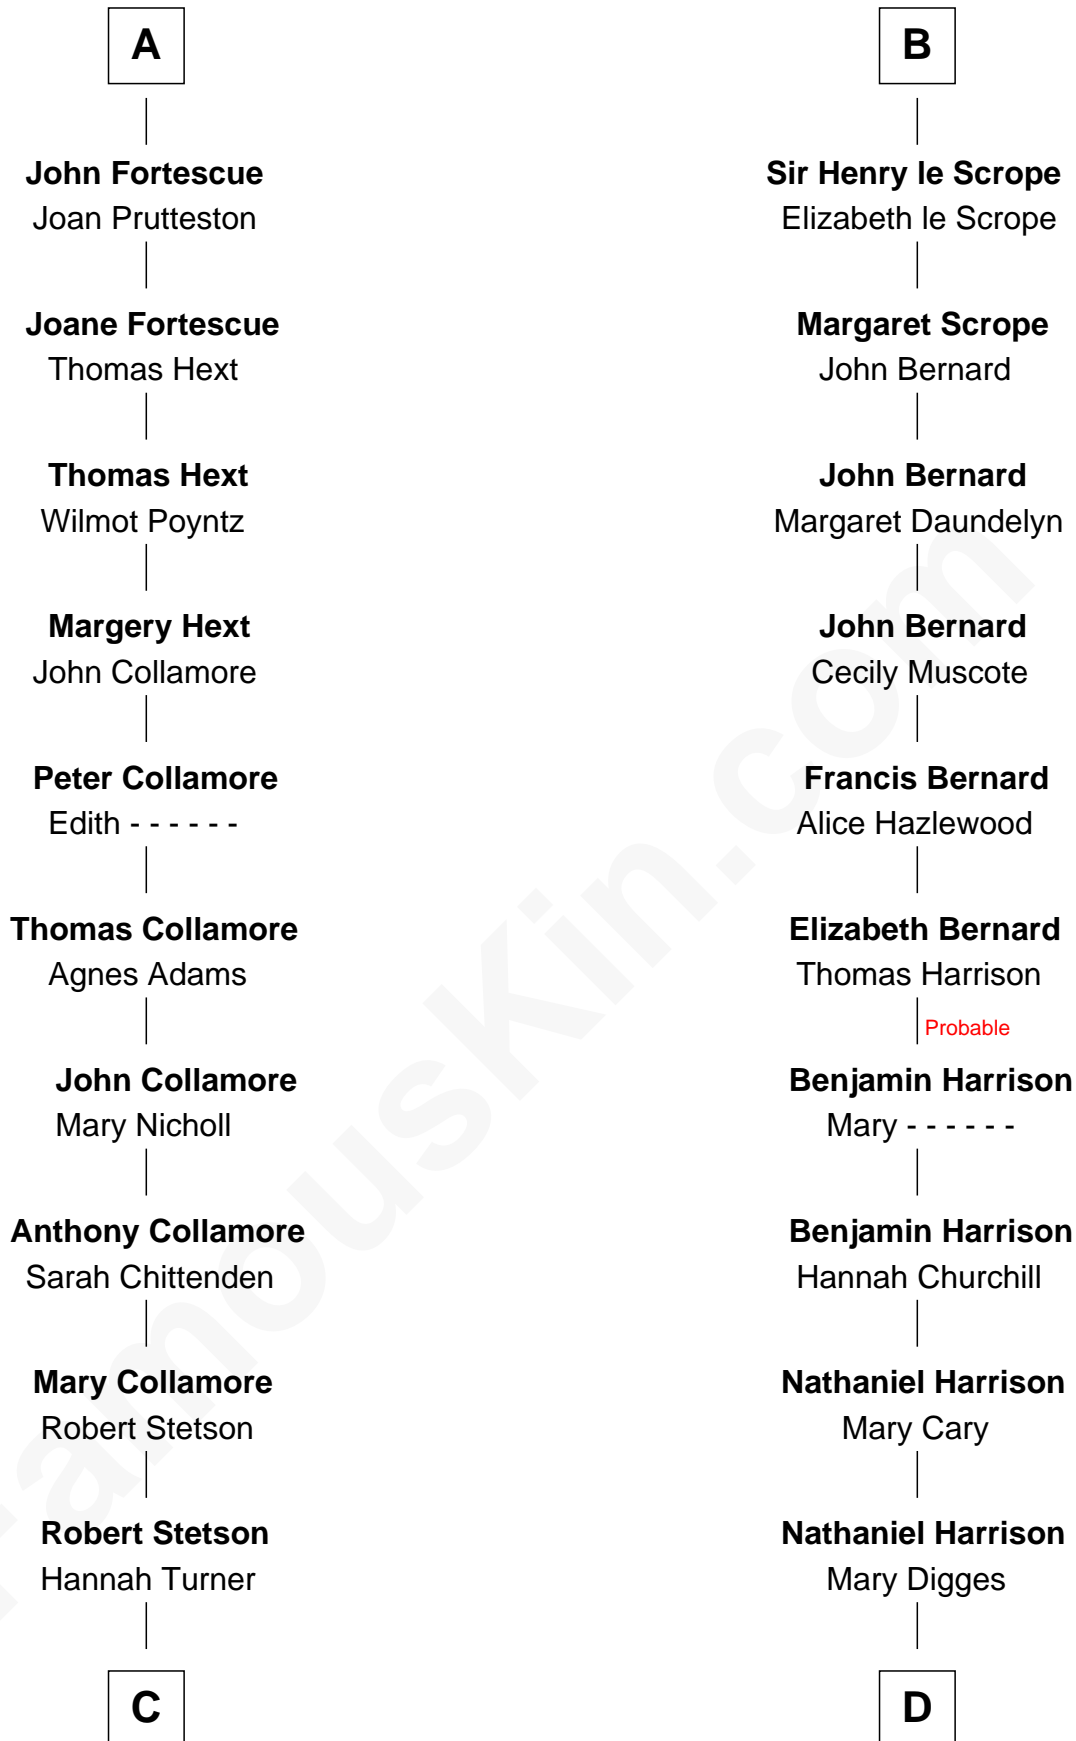 A
John Fortescue
Joan Prutteston
Joane Fortescue
Thomas Hext
Thomas Hext
Wilmot Poyntz
Margery Hext
John Collamore
Peter Collamore
Edith - - - - - -
Thomas Collamore
Agnes Adams
John Collamore
Mary Nicholl
Anthony Collamore
Sarah Chittenden
Mary Collamore
Robert Stetson
Robert Stetson
Hannah Turner
C
B
Sir Henry le Scrope
Elizabeth le Scrope
Margaret Scrope
John Bernard
John Bernard
Margaret Daundelyn
John Bernard
Cecily Muscote
Francis Bernard
Alice Hazlewood
Elizabeth Bernard
Thomas Harrison
Probable
Benjamin Harrison
Mary - - - - - -
Benjamin Harrison
Hannah Churchill
Nathaniel Harrison
Mary Cary
Nathaniel Harrison
Mary Digges
D
FamousKin.com